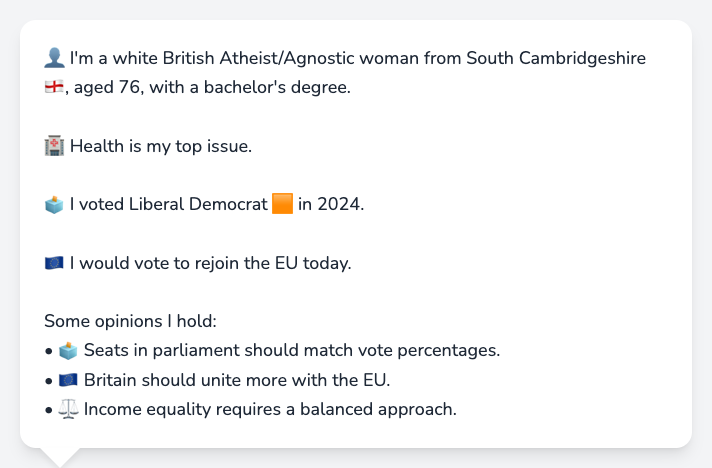 👤 I'm a white British Atheist/Agnostic woman from South Cambridgeshire
🏴󠁧󠁢󠁥󠁮󠁧󠁿, aged 76, with a bachelor's degree.
🏥 Health is my top issue.
🗳️ I voted Liberal Democrat 🟧 in 2024.
🇪🇺 I would vote to rejoin the EU today.
Some opinions I hold:
• 🗳️ Seats in parliament should match vote percentages.
• 🇪🇺 Britain should unite more with the EU.
• ⚖️ Income equality requires a balanced approach.